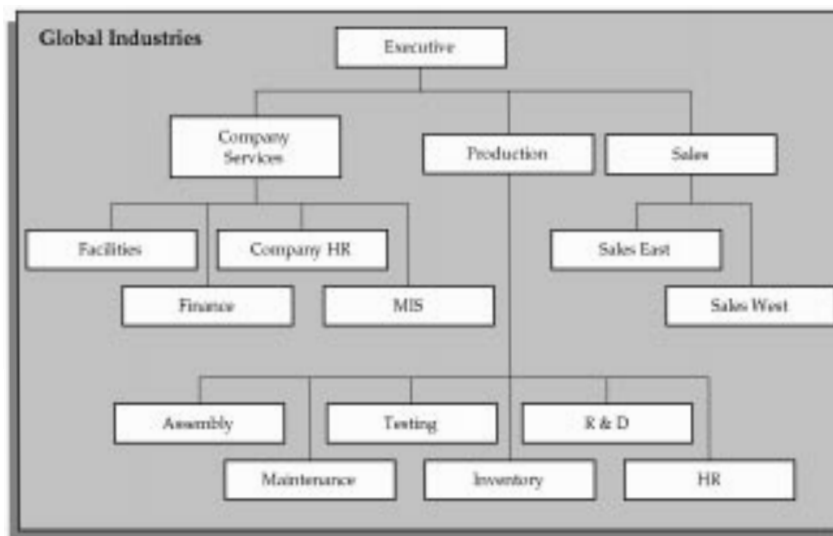 Global Industries
Executive
Company
Services
Production
Sales
Facilities
Company HR
Sales East
Finance
MIS
Sales West
Assembly
Testing
R & D
Maintenance
Inventory
HR